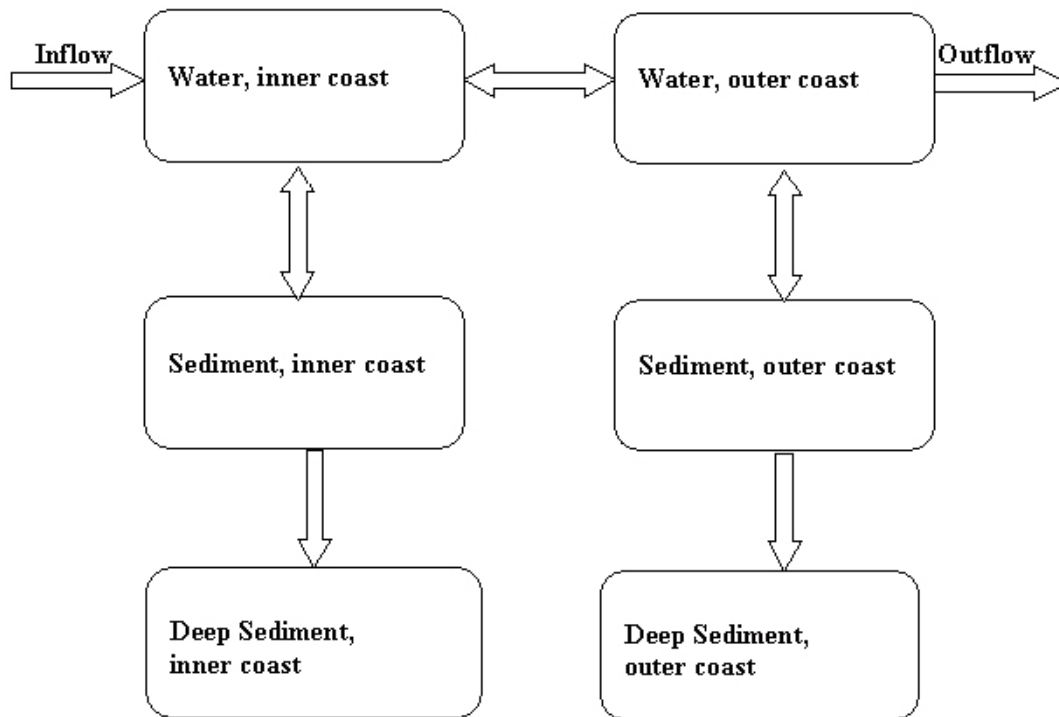 Inflow
Water, inner coast
Water, outer coast
Outflow
Sediment, inner coast
Sediment, outer coast
Deep Sediment,
inner coast
Deep Sediment,
outer coast